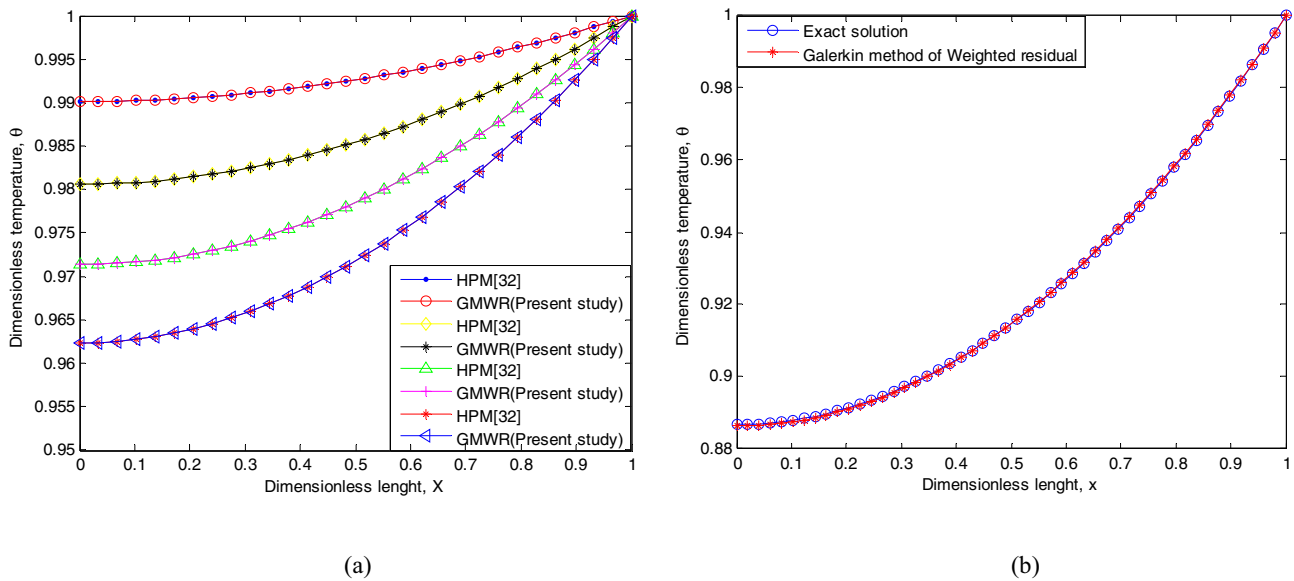 1
0.995
0.99
0.985
0.98
0.975
0.97
0.965
0.96
0.955
0.95
Dimensionless temperature, θ
0 0.1 0.2 0.3 0.4 0.5 0.6 0.7 0.8 0.9 1
Dimensionless lenght, X
HPM[32]
GMWR(Present study)
HPM[32]
GMWR(Present study)
HPM[32]
GMWR(Present study)
HPM[32]
GMWR(Present study)
(a)
1
0.98
0.96
0.94
0.92
0.9
0.88
Dimensionless temperature, θ
0 0.1 0.2 0.3 0.4 0.5 0.6 0.7 0.8 0.9 1
Dimensionless lenght, x
Exact solution
Galerkin method of Weighted residual
(b)